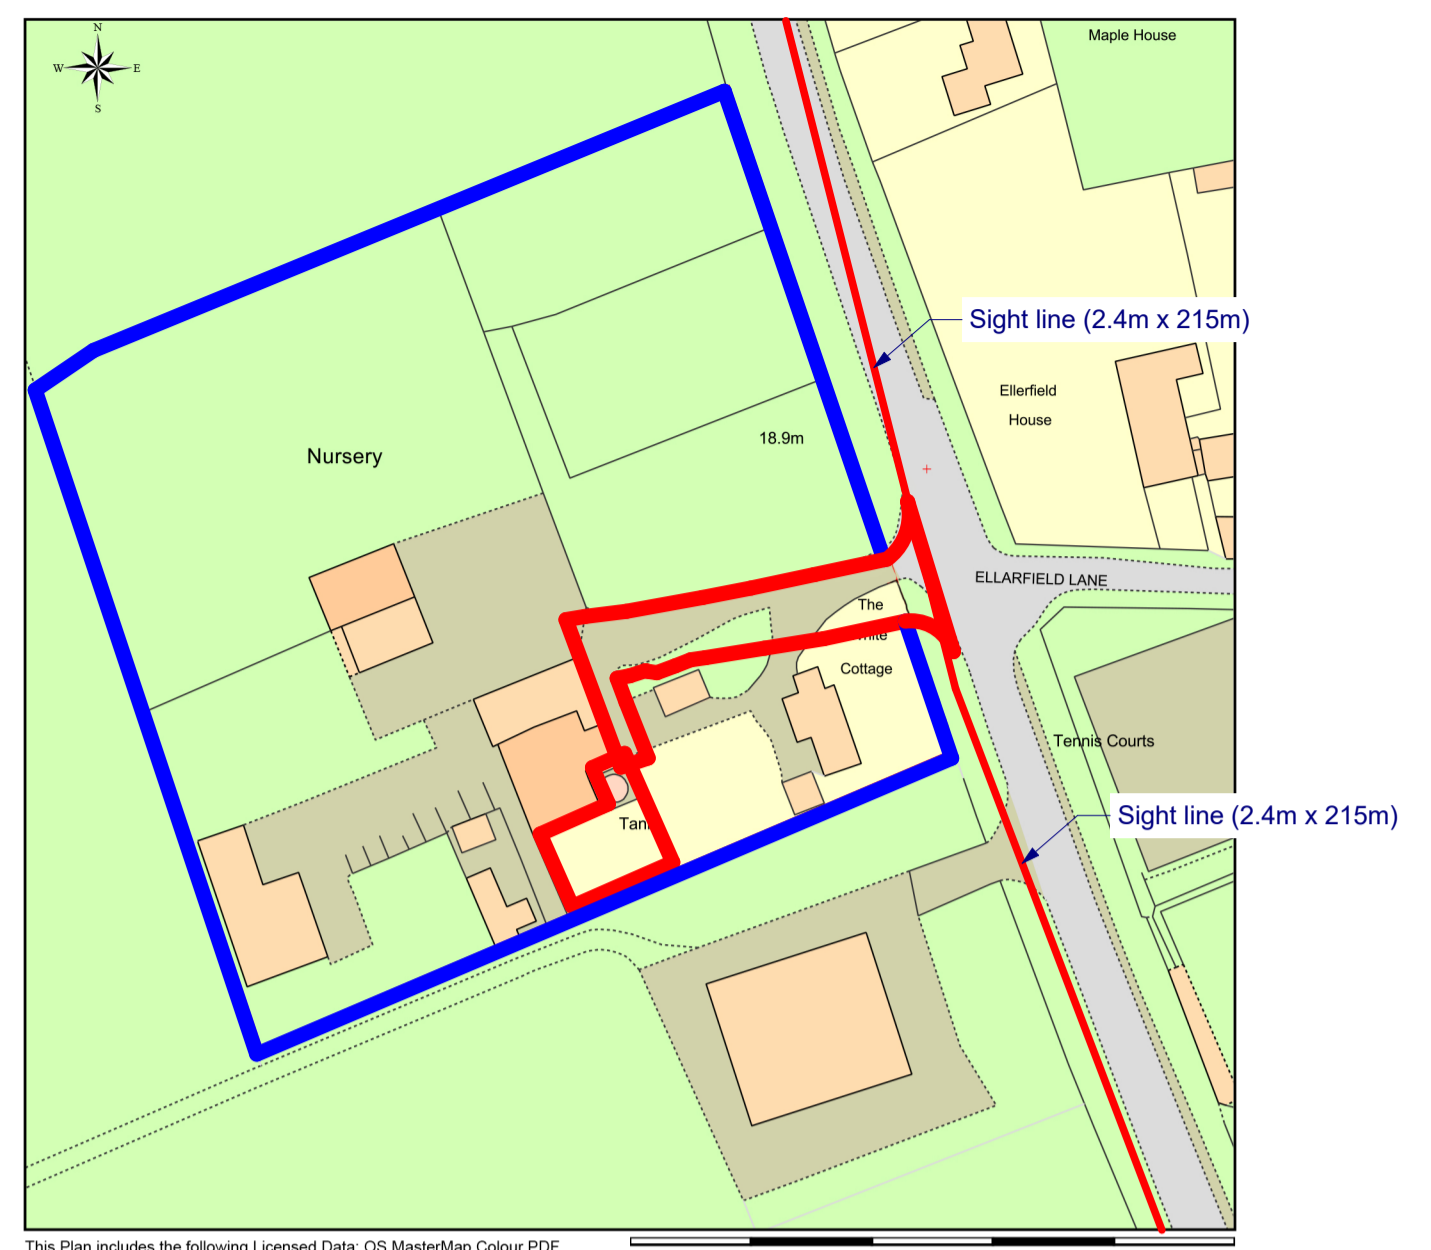 N
W E
S
Maple House
Sight line (2.4m x 215m)
Ellerfield
House
18.9m
Nursery
ELLARFIELD LANE
The
Cottage
Tennis Courts
Sight line (2.4m x 215m)
This Plan includes the following Licensed Data: OS MasterMap Colour PDF